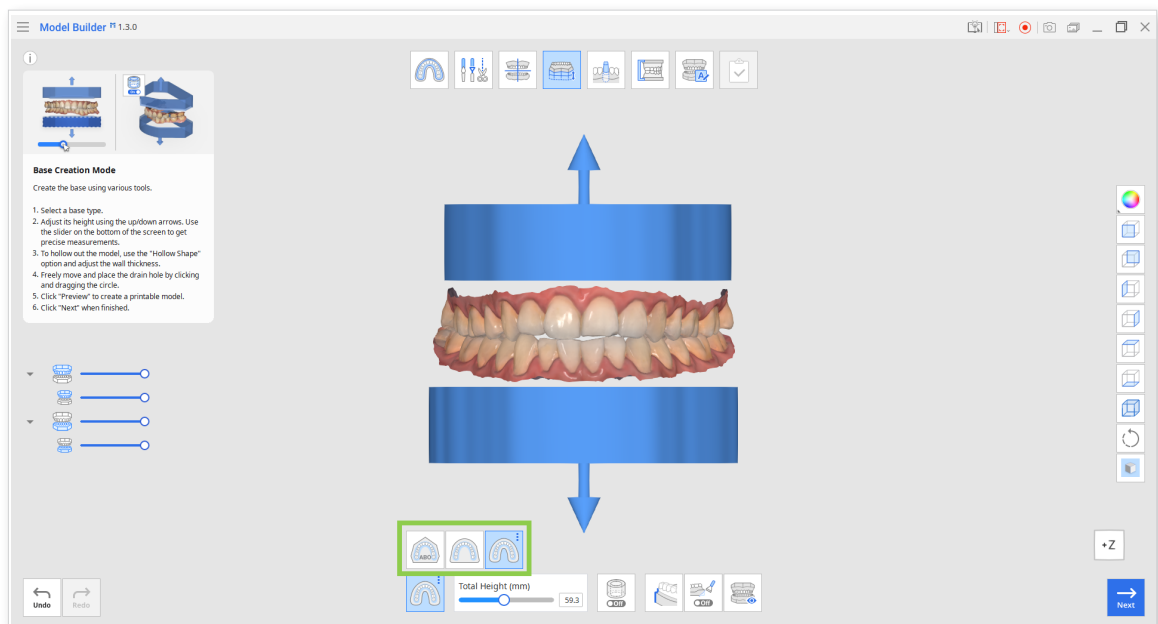 Model Builder 1.3.0
Off
Base Creation Mode
Create the base using various tools.
1. Select a base type.
2. Adjust its height using the up/down arrows. Use
the slider on the bottom of the screen to get
precise measurements.
3. To hollow out the model, use the "Hollow Shape"
option and adjust the wall thickness.
4. Freely move and place the drain hole by clicking
and dragging the circle.
5. Click "Preview" to create a printable model.
6. Click "Next" when finished.
A
ABO
+Z
Undo
Redo
Total Height (mm)
59.3
Off
Off
Next